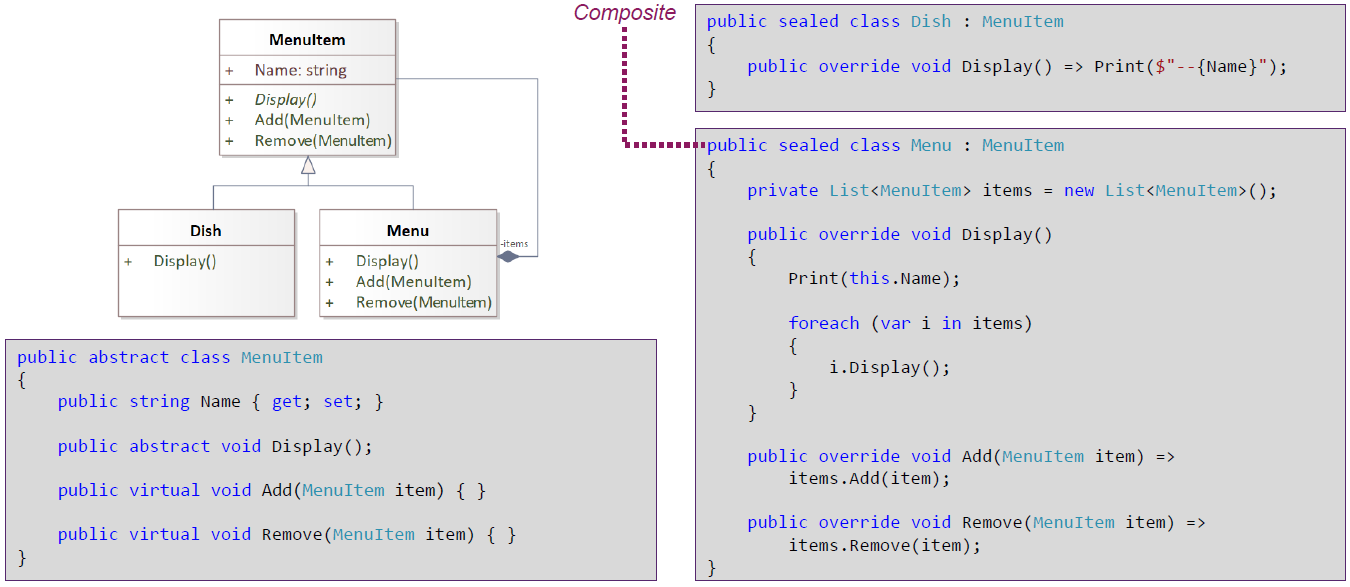 Composite
MenuItem
+ Name: string
+ Display()
+ Add(MenuItem)
+ Remove(MenuItem)
Dish
+ Display()
Menu
+ Display()
+ Add(MenuItem)
+ Remove(MenuItem)
-items
public abstract class MenuItem
{
    public string Name { get; set; }

    public abstract void Display();

    public virtual void Add(MenuItem item) { }

    public virtual void Remove(MenuItem item) { }
}
public sealed class Dish : MenuItem
{
    public override void Display() => Print($"--{Name}");
}
public sealed class Menu : MenuItem
{
    private List<MenuItem> items = new List<MenuItem>();

    public override void Display()
    {
        Print(this.Name);

        foreach (var i in items)
        {
            i.Display();
        }
    }

    public override void Add(MenuItem item) =>
        items.Add(item);

    public override void Remove(MenuItem item) =>
        items.Remove(item);
}